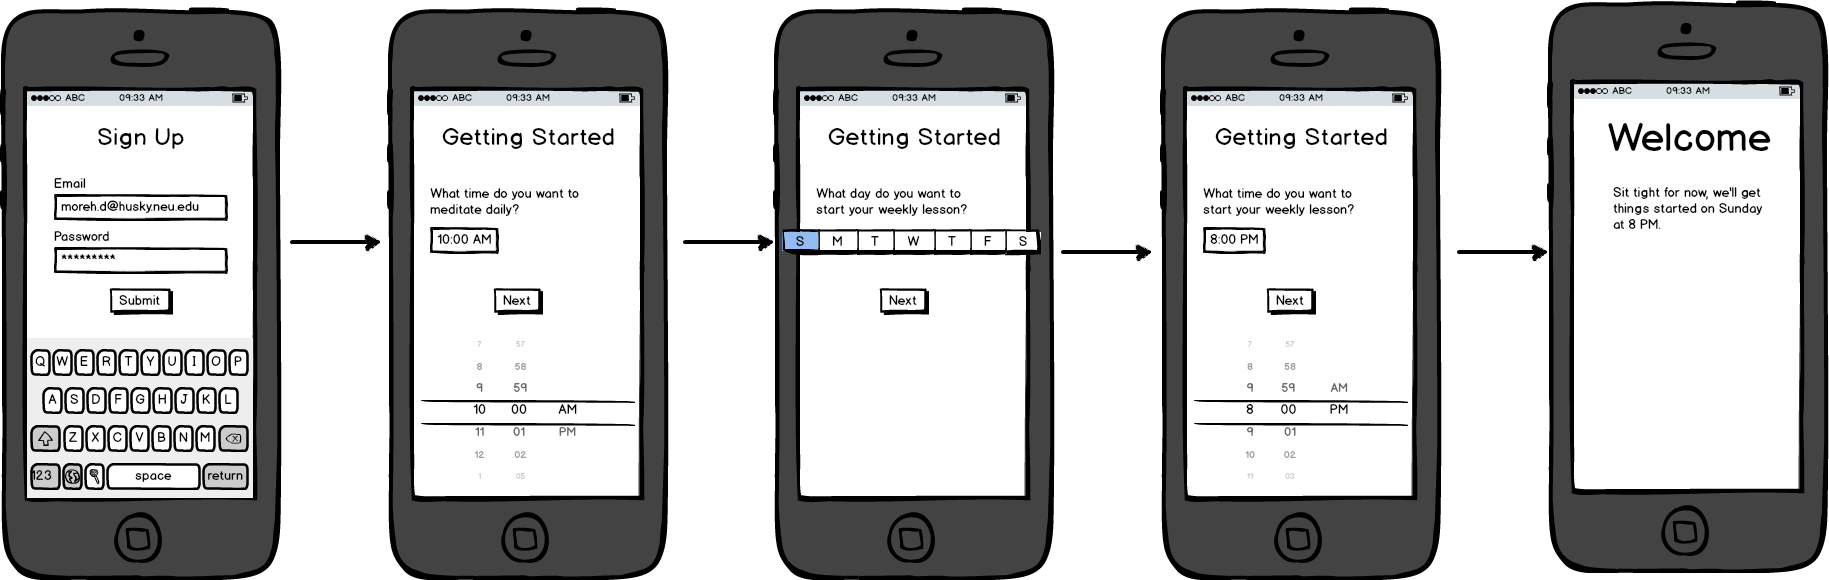 ABC 09:33 AM
Sign Up
Email
moreh.d@husky.neu.edu
Password
*********
Submit
Q W E R T Y U I O P
A S D F G H J K L
Z X C V B N M
123 space return
ABC 09:33 AM
Getting Started
What time do you want to
meditate daily?
10:00 AM
Next
7 57
8 58
9 59
10 00 AM
11 01 PM
12 02
1 05
ABC 09:33 AM
Getting Started
What day do you want to
start your weekly lesson?
S M T W T F S
Next
ABC 09:33 AM
Getting Started
What time do you want to
start your weekly lesson?
8:00 PM
Next
7 57
8 58
9 59 AM
8 00 PM
9 01
10 02
11 03
ABC 09:33 AM
Welcome
Sit tight for now, we'll get
things started on Sunday
at 8 PM.